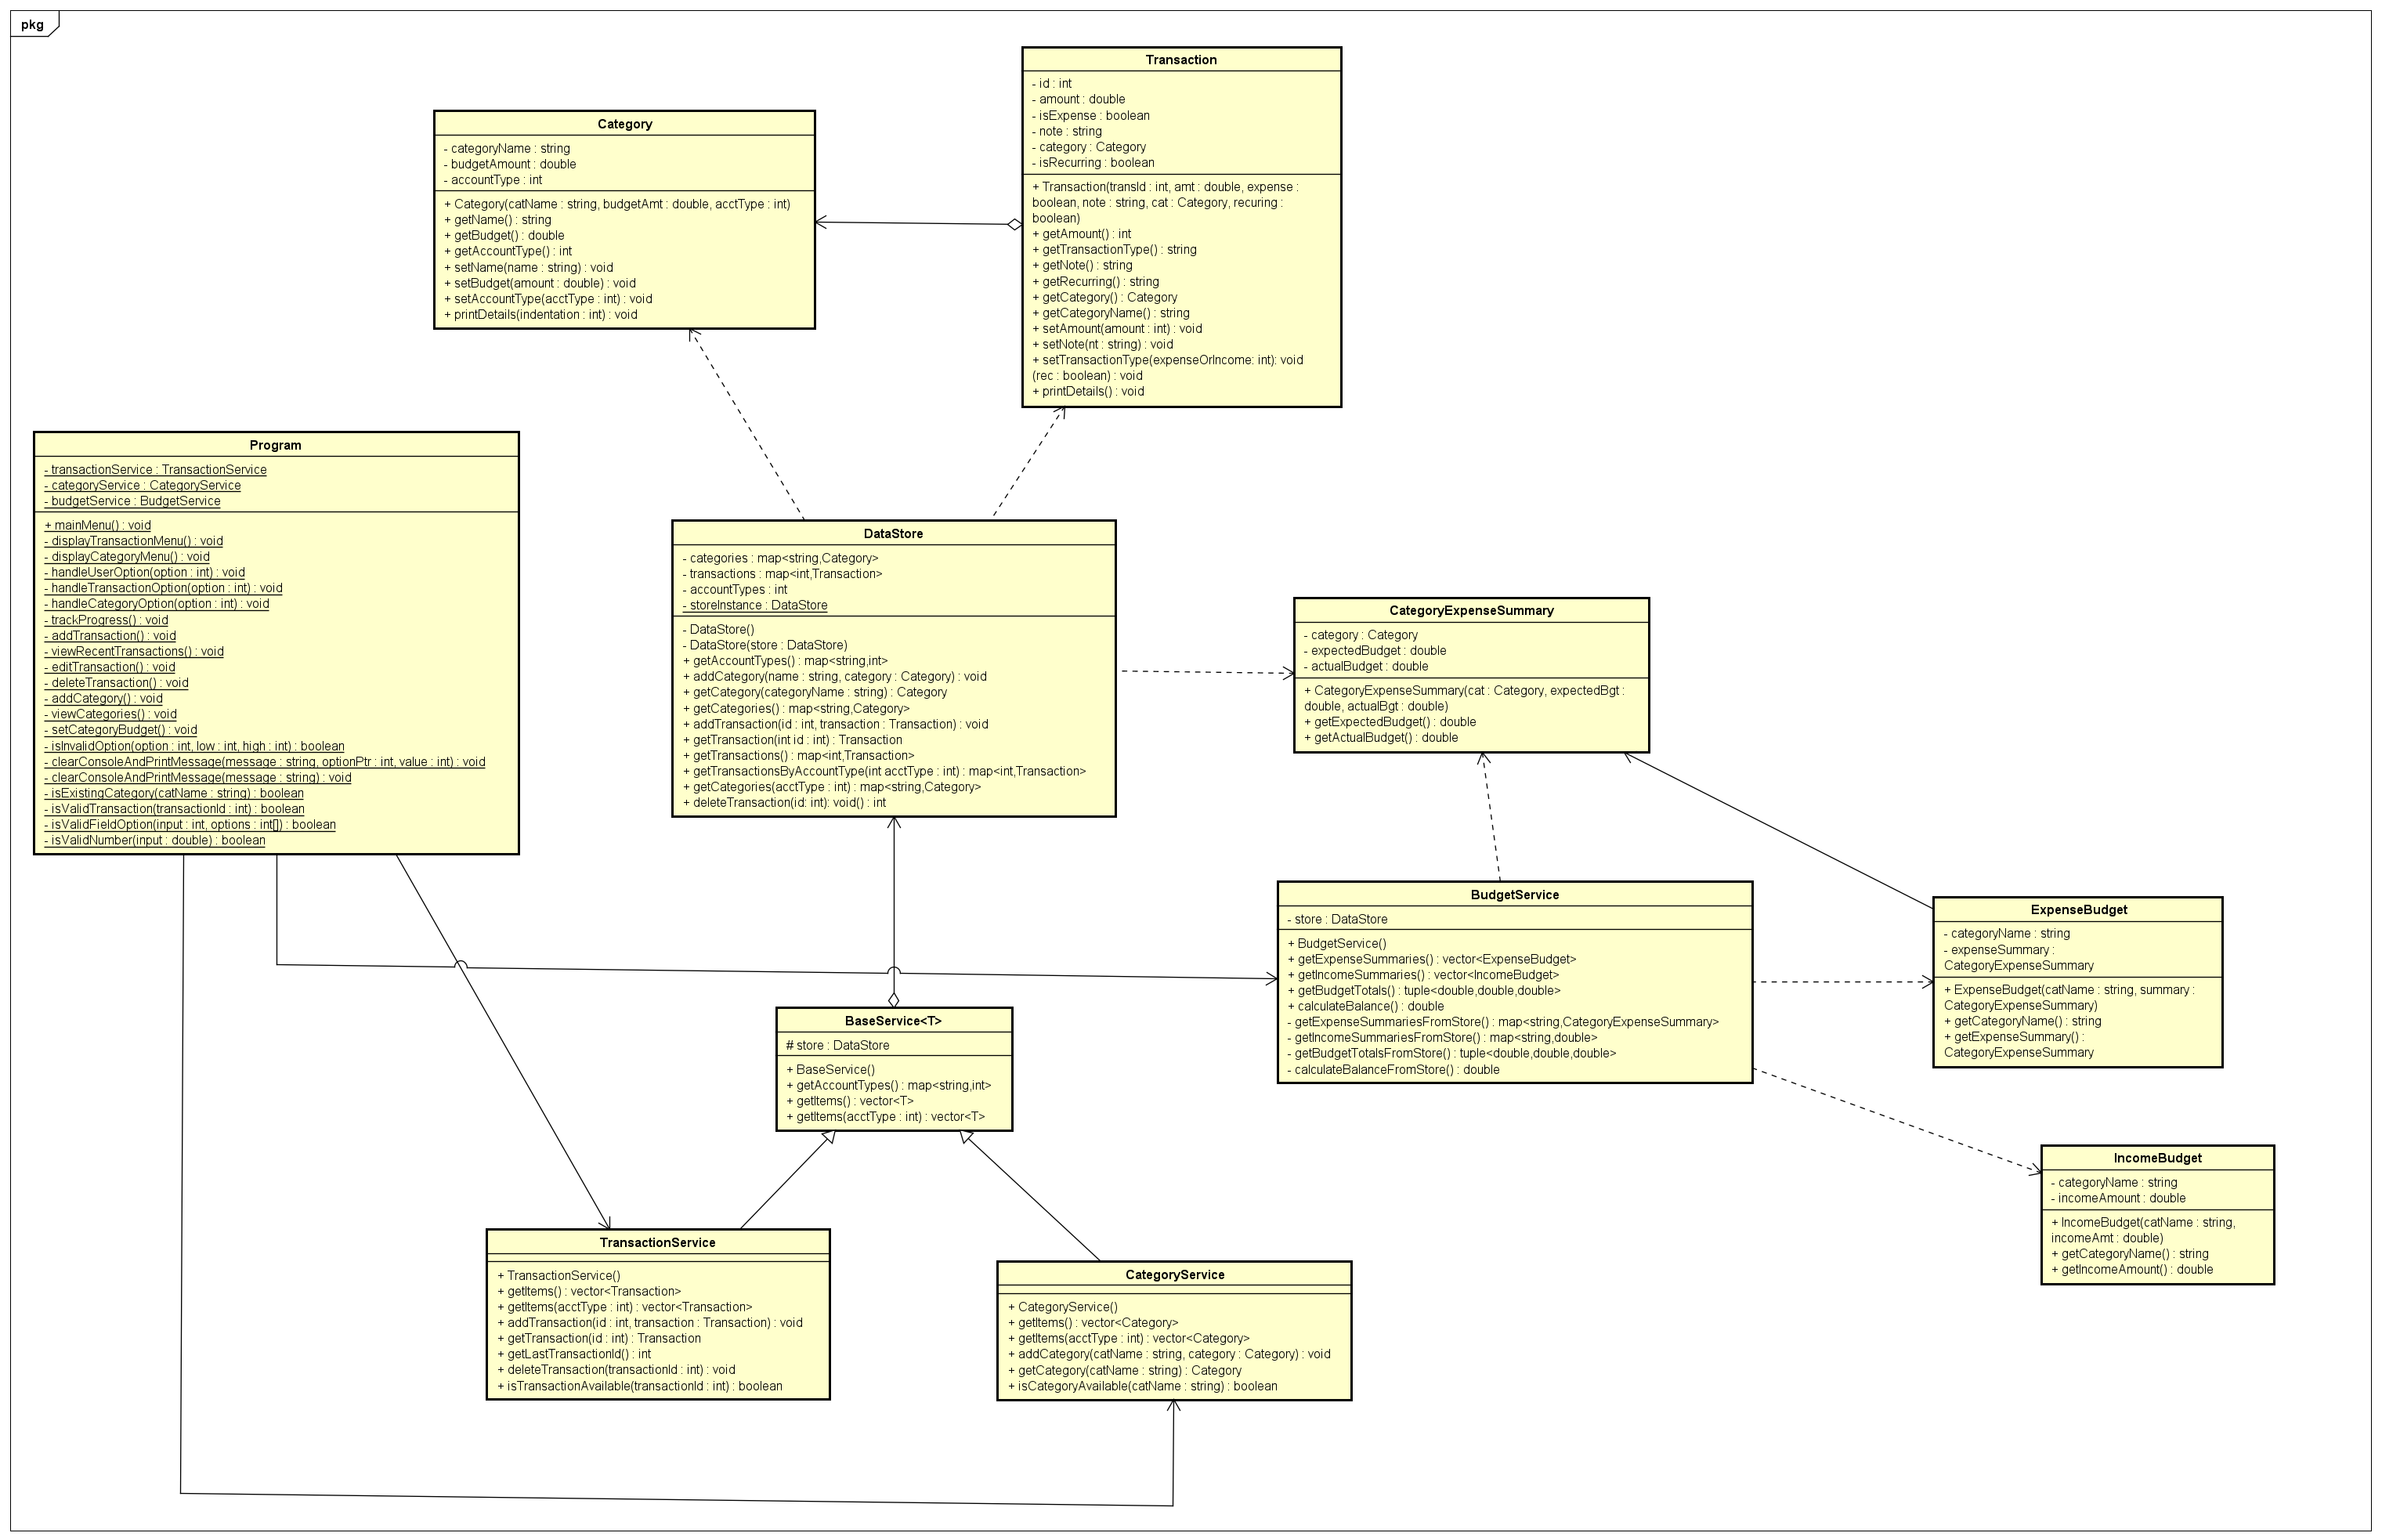 pkg
Transaction
- id : int
- amount : double
- isExpense : boolean
- note : string
- category : Category
- isRecurring : boolean
+ Transaction(transId : int, amt : double, expense :
boolean, note : string, cat : Category, recuring :
boolean)
+ getAmount() : int
+ getTransactionType() : string
+ getNote() : string
+ getRecurring() : string
+ getCategory() : Category
+ getCategoryName() : string
+ setAmount(amount : int) : void
+ setNote(nt : string) : void
+ setTransactionType(expenseOrIncome: int): void
(rec : boolean) : void
+ printDetails() : void
Category
- categoryName : string
- budgetAmount : double
- accountType : int
+ Category(catName : string, budgetAmt : double, acctType : int)
+ getName() : string
+ getBudget() : double
+ getAccountType() : int
+ setName(name : string) : void
+ setBudget(amount : double) : void
+ setAccountType(acctType : int) : void
+ printDetails(indentation : int) : void
Program
- transactionService : TransactionService
- categoryService : CategoryService
- budgetService : BudgetService
+ mainMenu() : void
- displayTransactionMenu() : void
- displayCategoryMenu() : void
- handleUserOption(option : int) : void
- handleTransactionOption(option : int) : void
- handleCategoryOption(option : int) : void
- trackProgress() : void
- addTransaction() : void
- viewRecentTransactions() : void
- editTransaction() : void
- deleteTransaction() : void
- addCategory() : void
- viewCategories() : void
- setCategoryBudget() : void
- isInvalidOption(option : int, low : int, high : int) : boolean
- clearConsoleAndPrintMessage(message : string, optionPtr : int, value : int) : void
- clearConsoleAndPrintMessage(message : string) : void
- isExistingCategory(catName : string) : boolean
- isValidTransaction(transactionId : int) : boolean
- isValidFieldOption(input : int, options : int[]) : boolean
- isValidNumber(input : double) : boolean
DataStore
- categories : map<string,Category>
- transactions : map<int,Transaction>
- accountTypes : int
- storeInstance : DataStore
- DataStore()
- DataStore(store : DataStore)
+ getAccountTypes() : map<string,int>
+ addCategory(name : string, category : Category) : void
+ getCategory(categoryName : string) : Category
+ getCategories() : map<string,Category>
+ addTransaction(id : int, transaction : Transaction) : void
+ getTransaction(int id : int) : Transaction
+ getTransactions() : map<int,Transaction>
+ getTransactionsByAccountType(int acctType : int) : map<int,Transaction>
+ getCategories(acctType : int) : map<string,Category>
+ deleteTransaction(id: int): void() : int
CategoryExpenseSummary
- category : Category
- expectedBudget : double
- actualBudget : double
+ CategoryExpenseSummary(cat : Category, expectedBgt :
double, actualBgt : double)
+ getExpectedBudget() : double
+ getActualBudget() : double
BudgetService
- store : DataStore
+ BudgetService()
+ getExpenseSummaries() : vector<ExpenseBudget>
+ getIncomeSummaries() : vector<IncomeBudget>
+ getBudgetTotals() : tuple<double,double,double>
+ calculateBalance() : double
- getExpenseSummariesFromStore() : map<string,CategoryExpenseSummary>
- getIncomeSummariesFromStore() : map<string,double>
- getBudgetTotalsFromStore() : tuple<double,double,double>
- calculateBalanceFromStore() : double
ExpenseBudget
- categoryName : string
- expenseSummary :
CategoryExpenseSummary
+ ExpenseBudget(catName : string, summary :
CategoryExpenseSummary)
+ getCategoryName() : string
+ getExpenseSummary() :
CategoryExpenseSummary
BaseService<T>
# store : DataStore
+ BaseService()
+ getAccountTypes() : map<string,int>
+ getItems() : vector<T>
+ getItems(acctType : int) : vector<T>
IncomeBudget
- categoryName : string
- incomeAmount : double
+ IncomeBudget(catName : string,
incomeAmt : double)
+ getCategoryName() : string
+ getIncomeAmount() : double
TransactionService
+ TransactionService()
+ getItems() : vector<Transaction>
+ getItems(acctType : int) : vector<Transaction>
+ addTransaction(id : int, transaction : Transaction) : void
+ getTransaction(id : int) : Transaction
+ getLastTransactionId() : int
+ deleteTransaction(transactionId : int) : void
+ isTransactionAvailable(transactionId : int) : boolean
CategoryService
+ CategoryService()
+ getItems() : vector<Category>
+ getItems(acctType : int) : vector<Category>
+ addCategory(catName : string, category : Category) : void
+ getCategory(catName : string) : Category
+ isCategoryAvailable(catName : string) : boolean